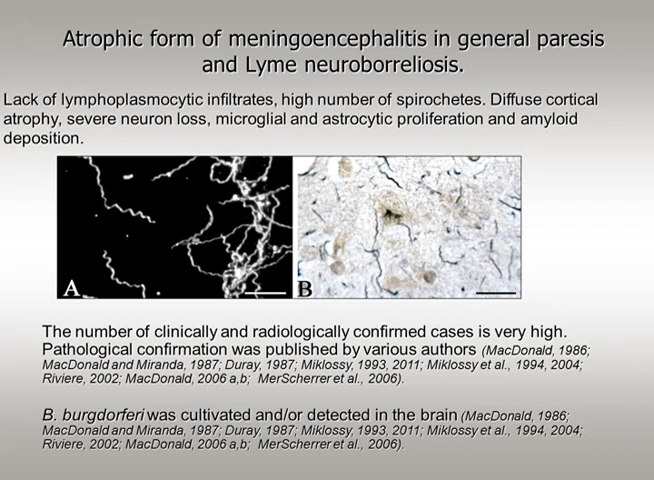 Atrophic form of meningoencephalitis in general paresis
and Lyme neuroborreliosis.
Lack of lymphoplasmocytic infiltrates, high number of spirochetes. Diffuse cortical
atrophy, severe neuron loss, microglial and astrocytic proliferation and amyloid
deposition.
A
B
The number of clinically and radiologically confirmed cases is very high.
Pathological confirmation was published by various authors (MacDonald, 1986;
MacDonald and Miranda, 1987; Duray, 1987; Miklossy, 1993, 2011; Miklossy et al., 1994, 2004;
Riviere, 2002; MacDonald, 2006 a,b; MerScherrer et al., 2006).
B. burgdorferi was cultivated and/or detected in the brain (MacDonald, 1986;
MacDonald and Miranda, 1987; Duray, 1987; Miklossy, 1993, 2011; Miklossy et al., 1994, 2004;
Riviere, 2002; MacDonald, 2006 a,b; MerScherrer et al., 2006).